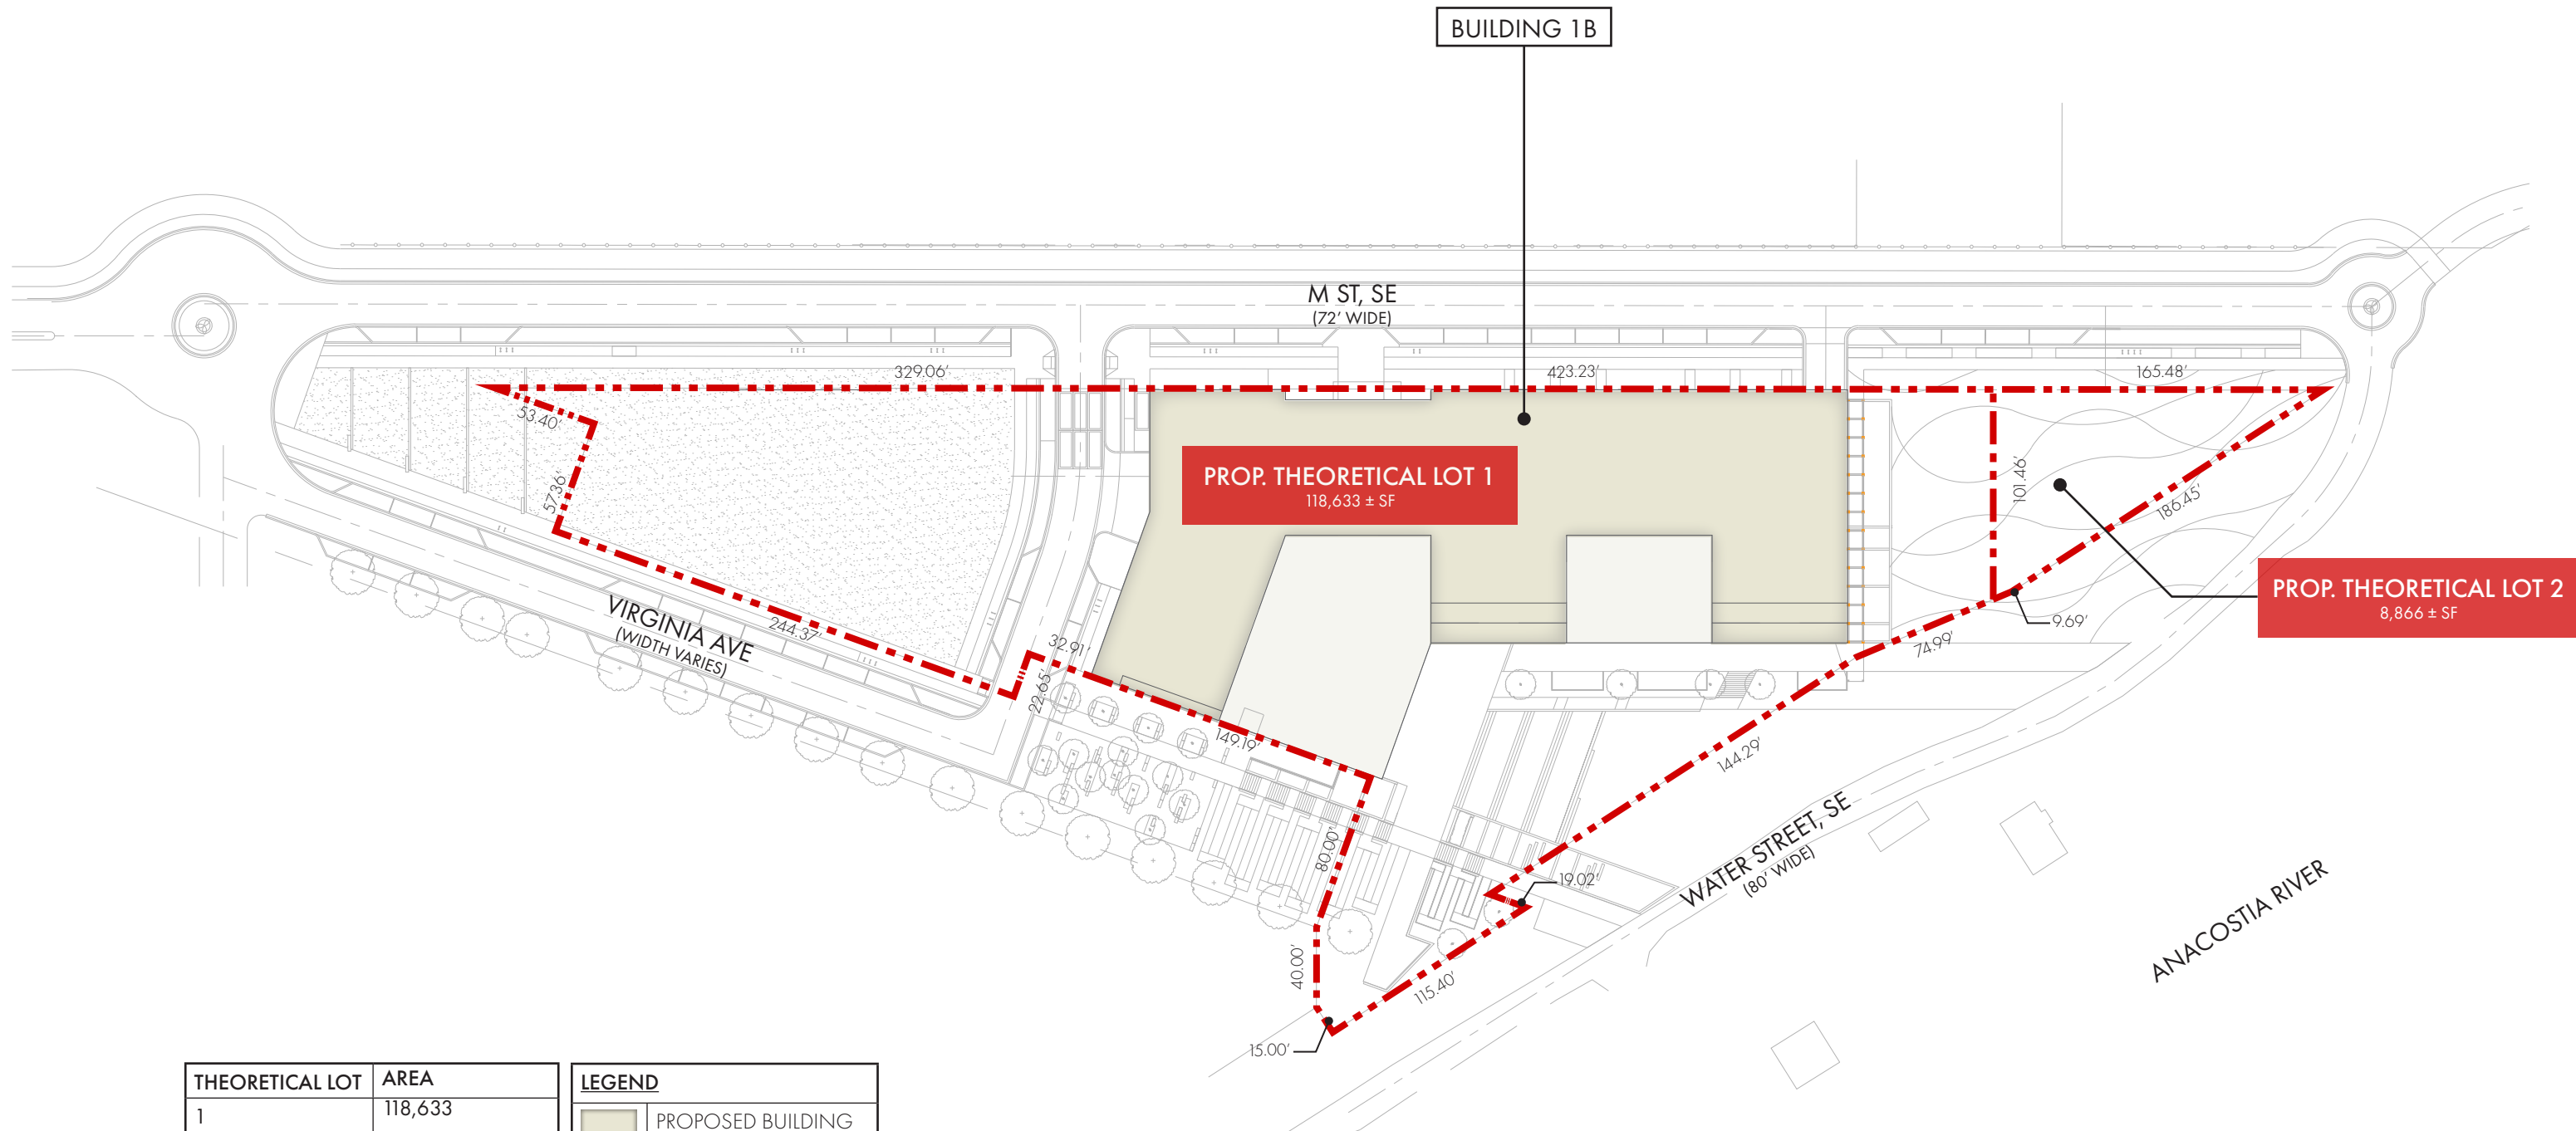 BUILDING 1B
M ST, SE
(72' WIDE)
329.06'
423.23'
165.48'
53.40'
57.36'
PROP. THEORETICAL LOT 1
118,633 ± SF
101.46'
186.45'
PROP. THEORETICAL LOT 2
8,866 ± SF
9.69'
74.99'
VIRGINIA AVE
(WIDTH VARIES)
244.37'
32.91'
22.65'
149.19'
144.29'
80.00'
19.02'
WATER STREET, SE
(80' WIDE)
ANACOSTIA RIVER
40.00'
115.40'
15.00'
THEORETICAL LOT
AREA
1
118,633
LEGEND
PROPOSED BUILDING